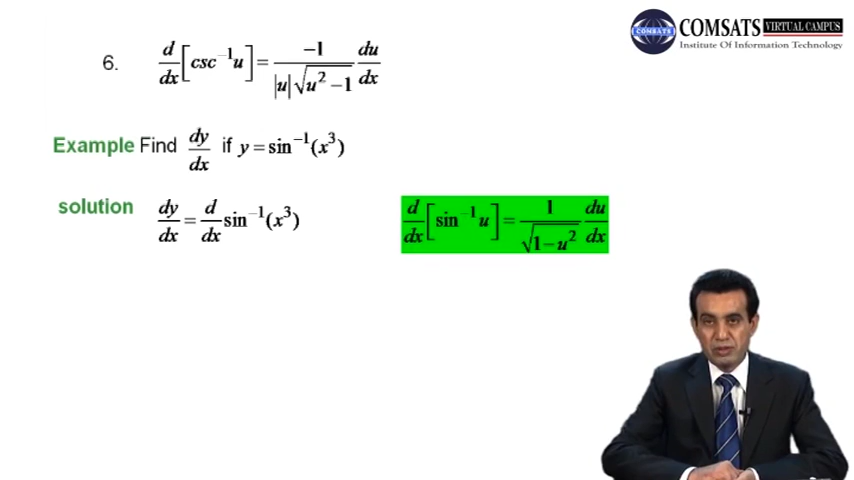 COMSATS VIRTUAL CAMPUS
COMSATS
Institute Of Information Technology
6. d/dx[csc⁻¹u] = −1/(|u|√(u²−1)) du/dx
Example Find dy/dx if y = sin⁻¹(x³)
solution dy/dx = d/dx sin⁻¹(x³)
d/dx[sin⁻¹u] = 1/√(1−u²) du/dx